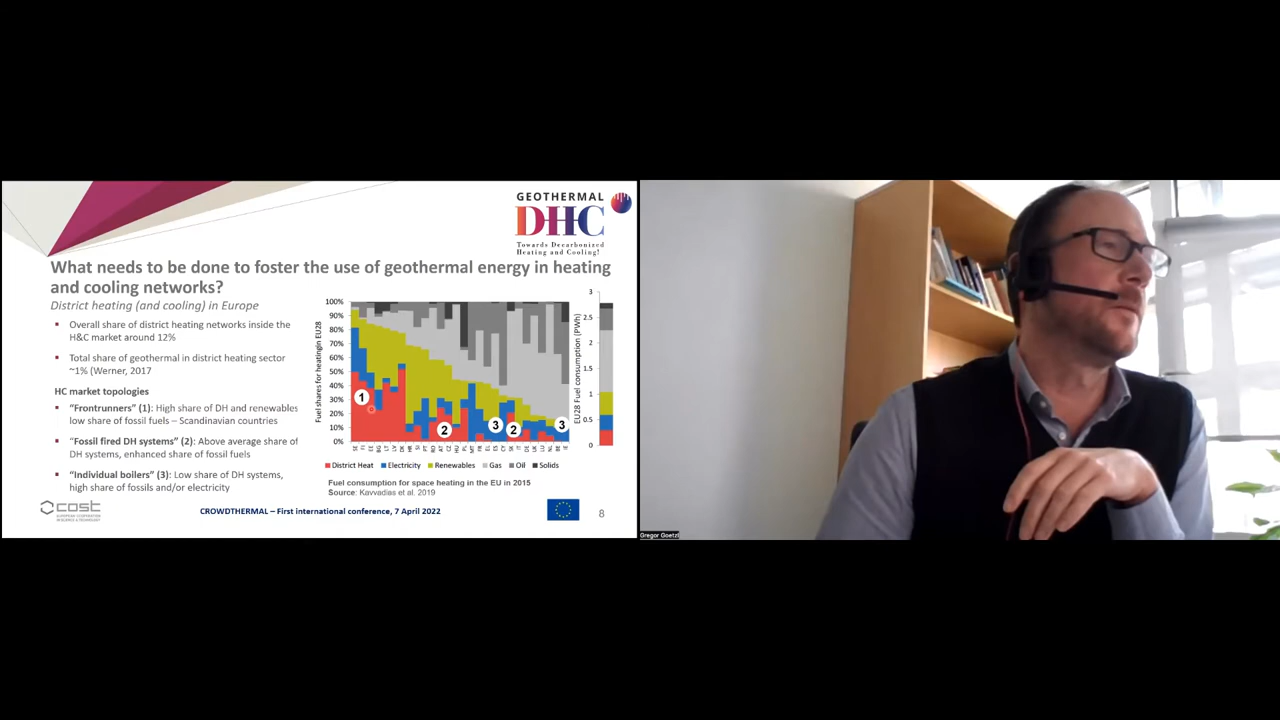 GEOTHERMAL
DHC
Towards Decarbonized
Heating and Cooling!
What needs to be done to foster the use of geothermal energy in heating
and cooling networks?
District heating (and cooling) in Europe
Overall share of district heating networks inside the
H&C market around 12%
Total share of geothermal in district heating sector
~1% (Werner, 2017
HC market topologies
"Frontrunners" (1): High share of DH and renewables
low share of fossil fuels – Scandinavian countries
"Fossil fired DH systems" (2): Above average share of
DH systems, enhanced share of fossil fuels
"Individual boilers" (3): Low share of DH systems,
high share of fossils and/or electricity
Fuel shares for heatingin EU28
100%
90%
80%
70%
60%
50%
40%
30%
20%
10%
0%
1
2
3
2
3
EU28 Fuel consumption (PWh)
3
2.5
2
1.5
1
0.5
0
District Heat Electricity Renewables Gas Oil Solids
Fuel consumption for space heating in the EU in 2015
Source: Kavvadias et al. 2019
cost
EUROPEAN COOPERATION
CROWDTHERMAL – First international conference, 7 April 2022
8
Gregor Goetzl